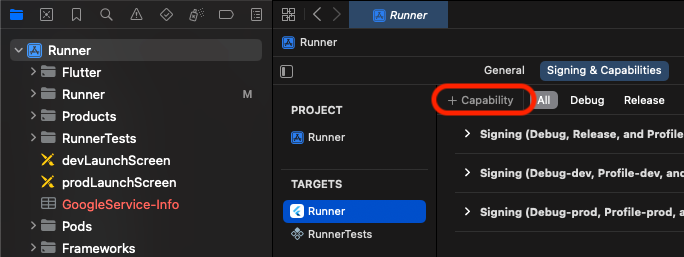 Runner
Flutter
Runner M
Products
RunnerTests
devLaunchScreen
prodLaunchScreen
GoogleService-Info
Pods
Frameworks
Runner
Runner
General Signing & Capabilities
+ Capability All Debug Release
PROJECT
Runner
TARGETS
Runner
RunnerTests
Signing (Debug, Release, and Profile
Signing (Debug-dev, Profile-dev, and
Signing (Debug-prod, Profile-prod, a